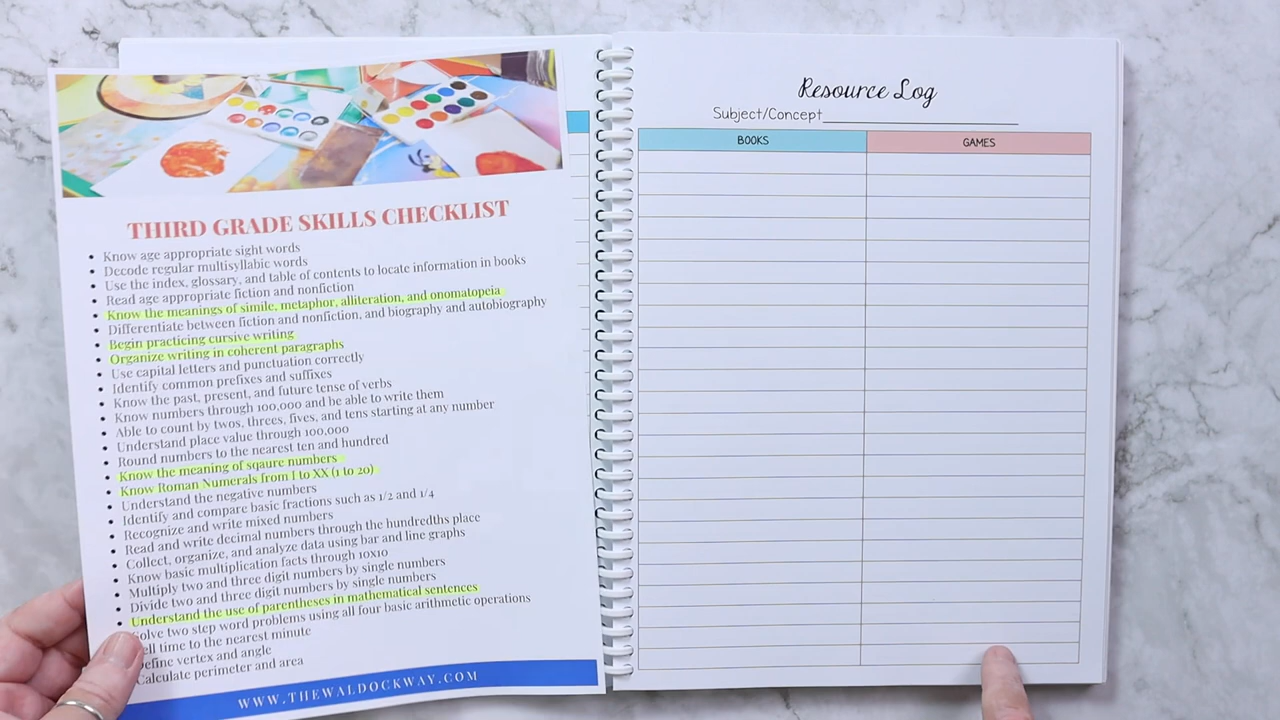 THIRD GRADE SKILLS CHECKLIST
Know age appropriate sight words
Decode regular multisyllabic words
Use the index, glossary, and table of contents to locate information in books
Read age appropriate fiction and nonfiction
Know the meanings of simile, metaphor, alliteration, and onomatopeia
Differentiate between fiction and nonfiction, and biography and autobiography
Begin practicing cursive writing
Organize writing in coherent paragraphs
Use capital letters and punctuation correctly
Identify common prefixes and suffixes
Know the past, present, and future tense of verbs
Know numbers through 100,000 and be able to write them
Able to count by twos, threes, fives, and tens starting at any number
Understand place value through 100,000
Round numbers to the nearest ten and hundred
Know the meaning of sqaure numbers
Know Roman Numerals from I to XX (1 to 20)
Understand the negative numbers
Identify and compare basic fractions such as 1/2 and 1/4
Recognize and write mixed numbers
Read and write decimal numbers through the hundredths place
Collect, organize, and analyze data using bar and line graphs
Know basic multiplication facts through 10x10
Multiply two and three digit numbers by single numbers
Divide two and three digit numbers by single numbers
Understand the use of parentheses in mathematical sentences
Solve two step word problems using all four basic arithmetic operations
ell time to the nearest minute
Define vertex and angle
Calculate perimeter and area
WWW.THEWALDOCKWAY.COM
Resource Log
Subject/Concept
BOOKS GAMES